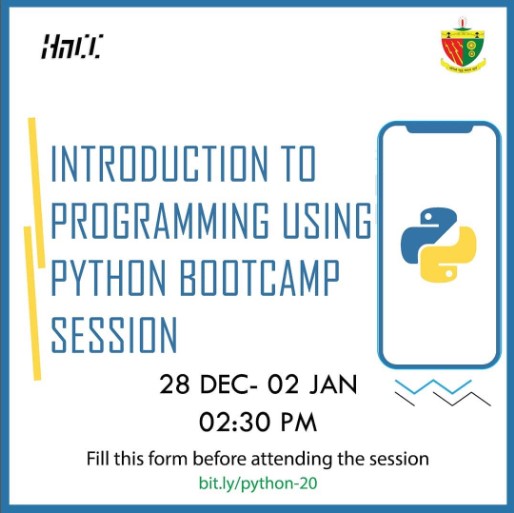 HnCC
INTRODUCTION TO
PROGRAMMING USING
PYTHON BOOTCAMP
SESSION
28 DEC- 02 JAN
02:30 PM
Fill this form before attending the session
bit.ly/python-20